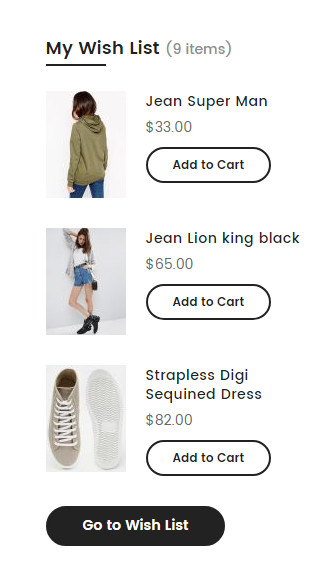 My Wish List (9 items)
Jean Super Man
$33.00
Add to Cart
Jean Lion king black
$65.00
Add to Cart
Strapless Digi
Sequined Dress
$82.00
Add to Cart
Go to Wish List